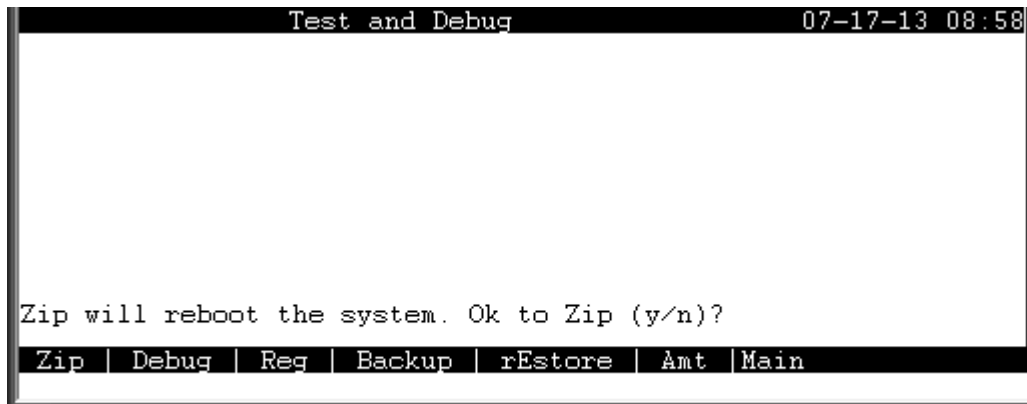 Test and Debug 07-17-13 08:58
Zip will reboot the system. Ok to Zip (y/n)?
Zip | Debug | Reg | Backup | rEstore | Amt |Main